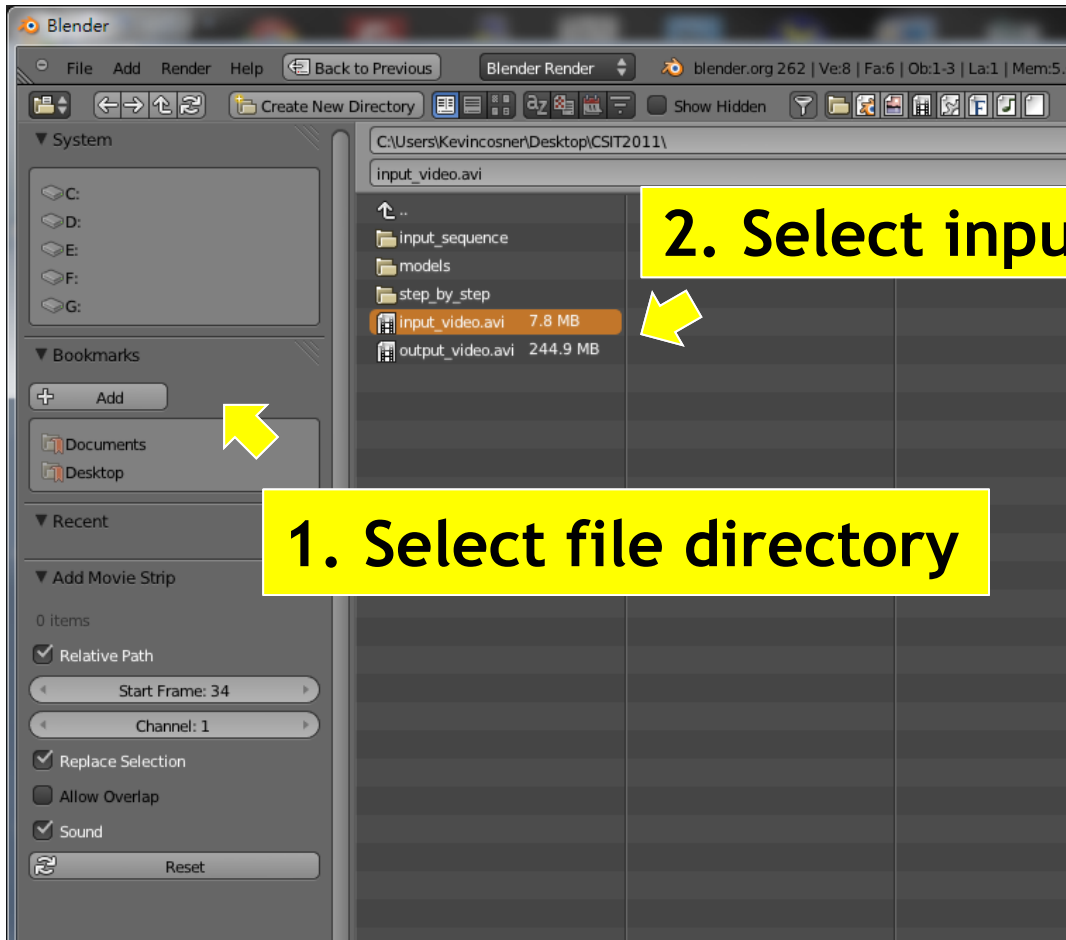 Blender
File Add Render Help Back to Previous Blender Render blender.org 262 | Ve:8 | Fa:6 | Ob:1-3 | La:1 | Mem:5.
Create New Directory Show Hidden
System
C:\Users\Kevincosner\Desktop\CSIT2011\
input_video.avi
C:
D:
E:
F:
G:
..
input_sequence
models
step_by_step
input_video.avi 7.8 MB
output_video.avi 244.9 MB
2. Select inpu
Bookmarks
Add
Documents
Desktop
Recent
1. Select file directory
Add Movie Strip
0 items
Relative Path
Start Frame: 34
Channel: 1
Replace Selection
Allow Overlap
Sound
Reset